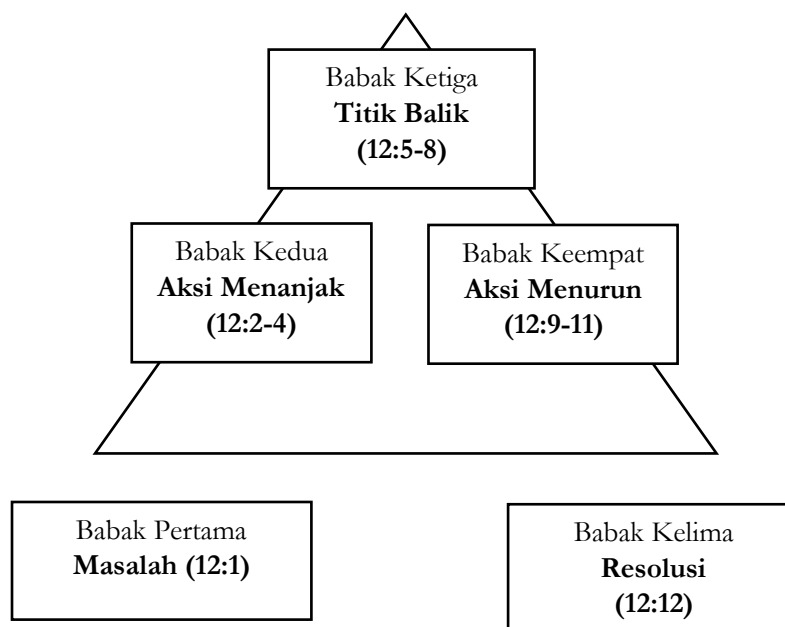 Babak Ketiga
Titik Balik
(12:5-8)
Babak Kedua
Aksi Menanjak
(12:2-4)
Babak Keempat
Aksi Menurun
(12:9-11)
Babak Pertama
Masalah (12:1)
Babak Kelima
Resolusi
(12:12)